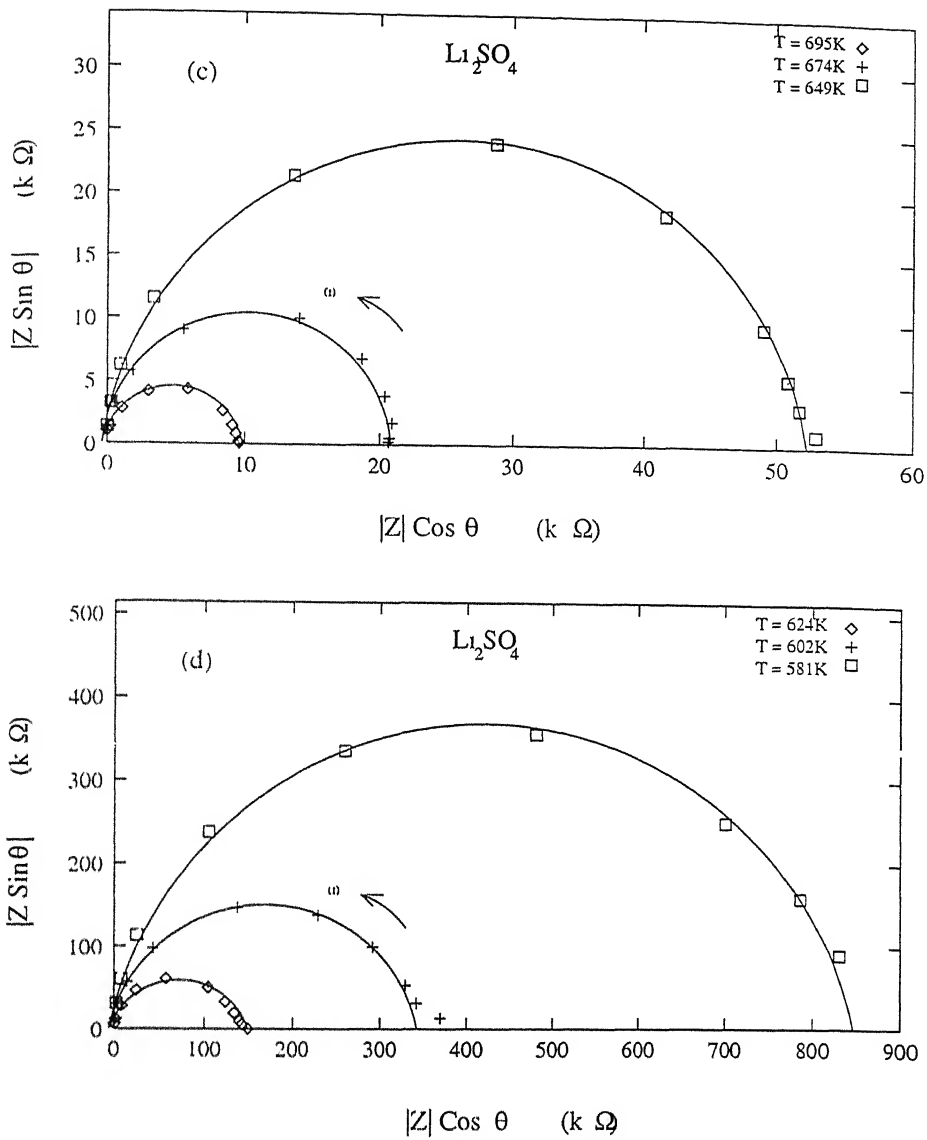 (c)
Li₂SO₄
T = 695K
T = 674K
T = 649K
30
25
20
15
10
5
0
|Z Sin θ| (k Ω)
ω
0 10 20 30 40 50 60
|Z| Cos θ (k Ω)
(d)
Li₂SO₄
T = 624K
T = 602K
T = 581K
500
400
300
200
100
0
|Z Sinθ| (k Ω)
ω
0 100 200 300 400 500 600 700 800 900
|Z| Cos θ (k Ω)